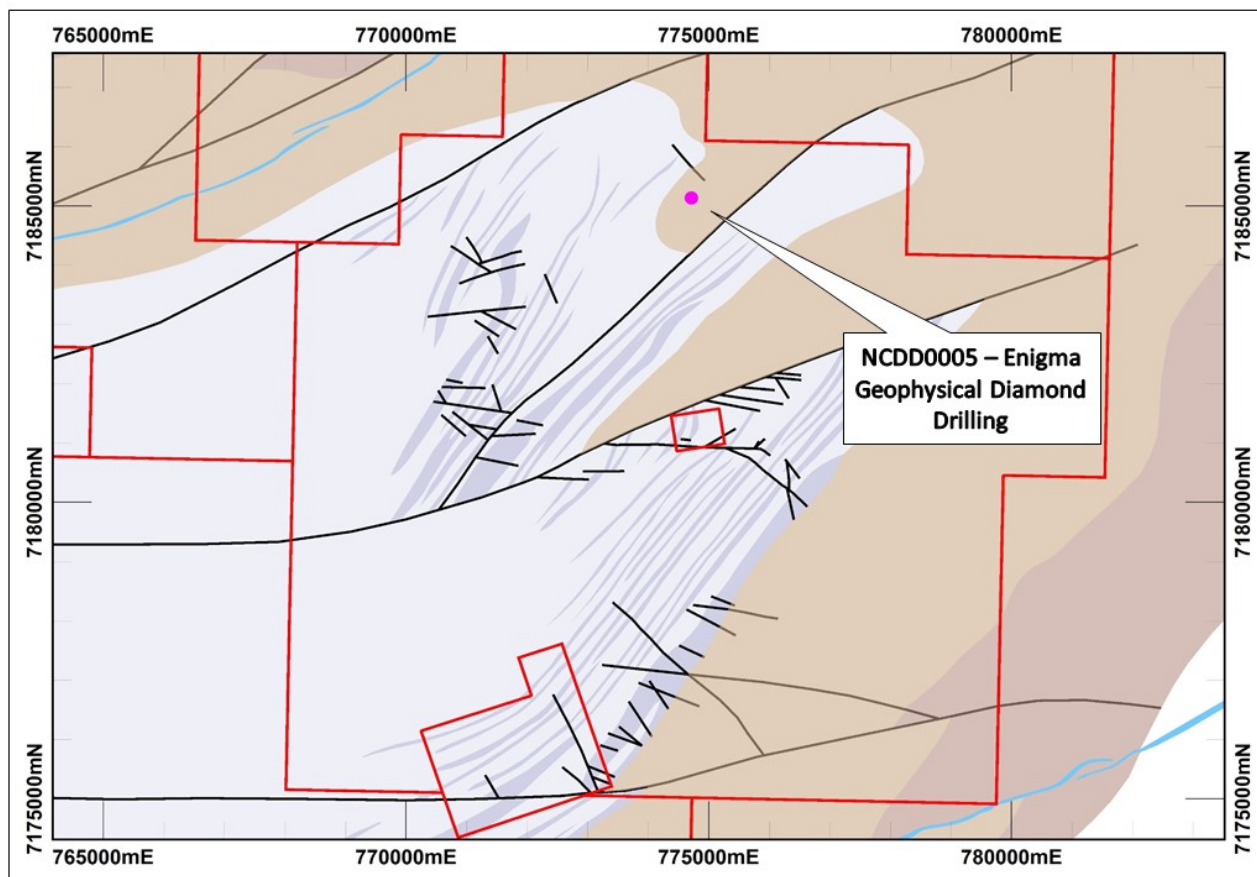 765000mE 770000mE 775000mE 780000mE
7185000mN 7185000mN
NCDD0005 – Enigma
Geophysical Diamond
Drilling
7180000mN 7180000mN
7175000mN 7175000mN
765000mE 770000mE 775000mE 780000mE